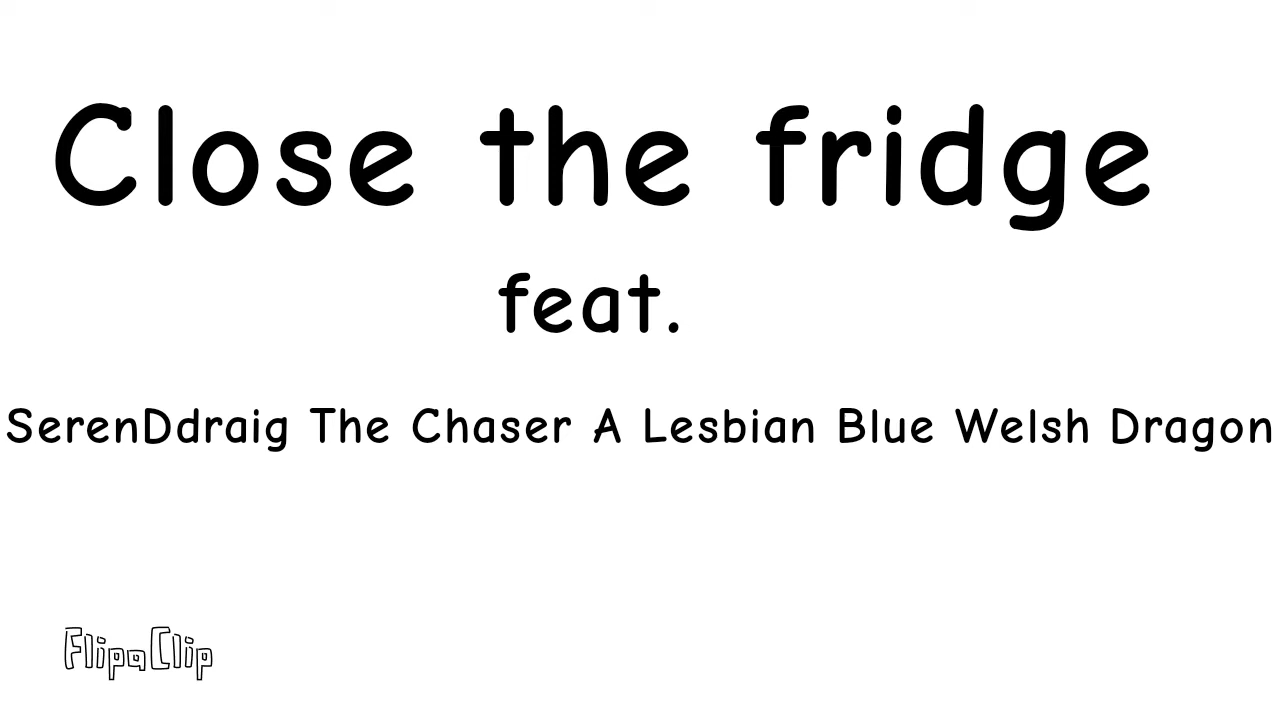 Close the fridge
feat.
SerenDdraig The Chaser A Lesbian Blue Welsh Dragon
FlipaClip